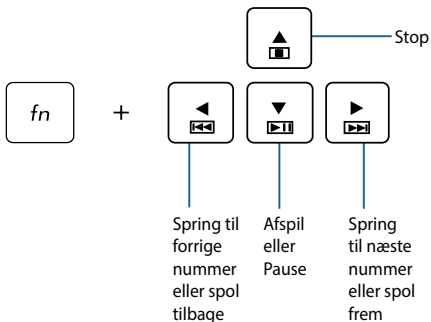 Stop
fn
+
Spring til
forrige
nummer
eller spol
tilbage
Afspil
eller
Pause
Spring
til næste
nummer
eller spol
frem